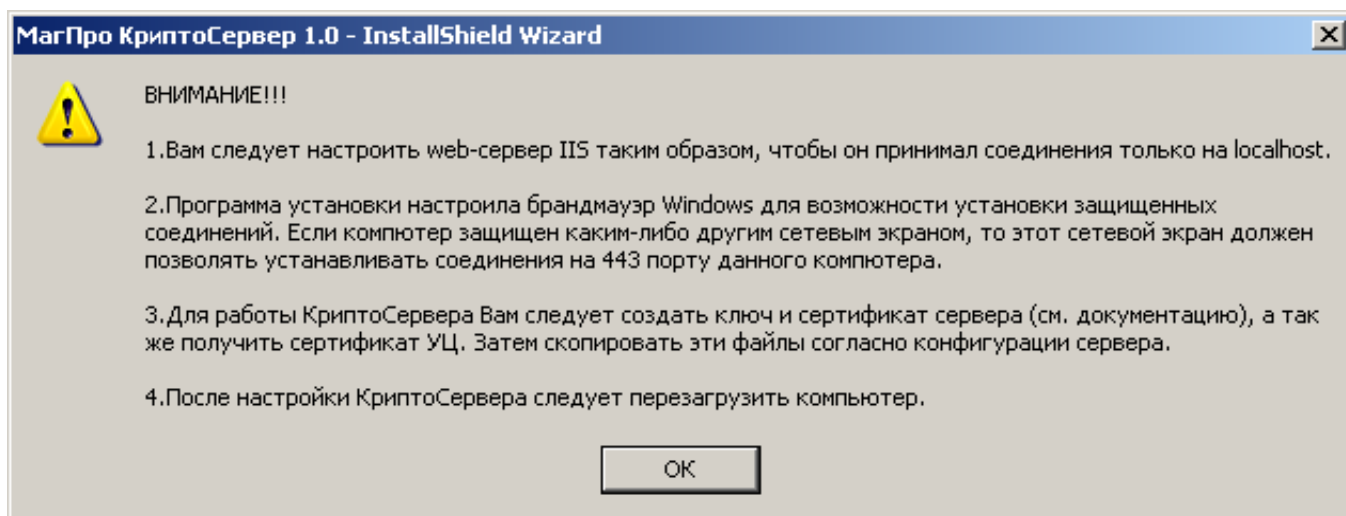 МагПро КриптоСервер 1.0 - InstallShield Wizard
ВНИМАНИЕ!!!
1.Вам следует настроить web-сервер IIS таким образом, чтобы он принимал соединения только на localhost.
2.Программа установки настроила брандмауэр Windows для возможности установки защищенных
соединений. Если компютер защищен каким-либо другим сетевым экраном, то этот сетевой экран должен
позволять устанавливать соединения на 443 порту данного компютера.
3.Для работы КриптоСервера Вам следует создать ключ и сертификат сервера (см. документацию), а так
же получить сертификат УЦ. Затем скопировать эти файлы согласно конфигурации сервера.
4.После настройки КриптоСервера следует перезагрузить компьютер.
ОК